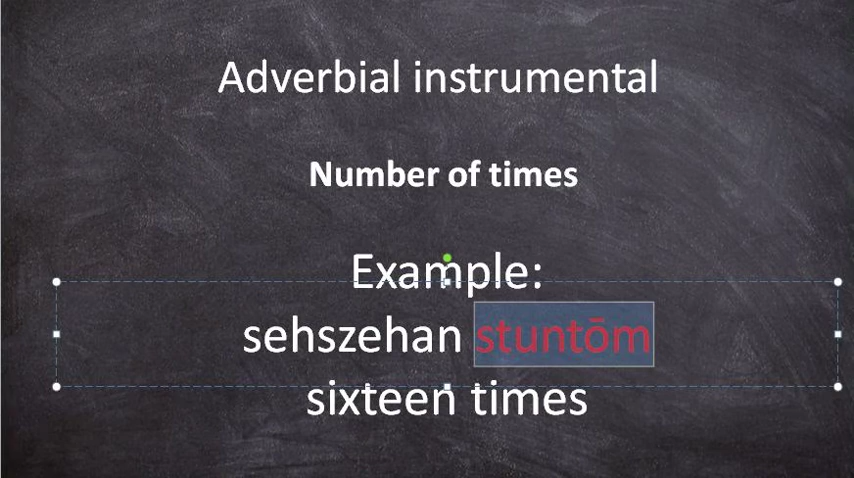 Adverbial instrumental
Number of times
Example:
sehszehan stuntōm
sixteen times